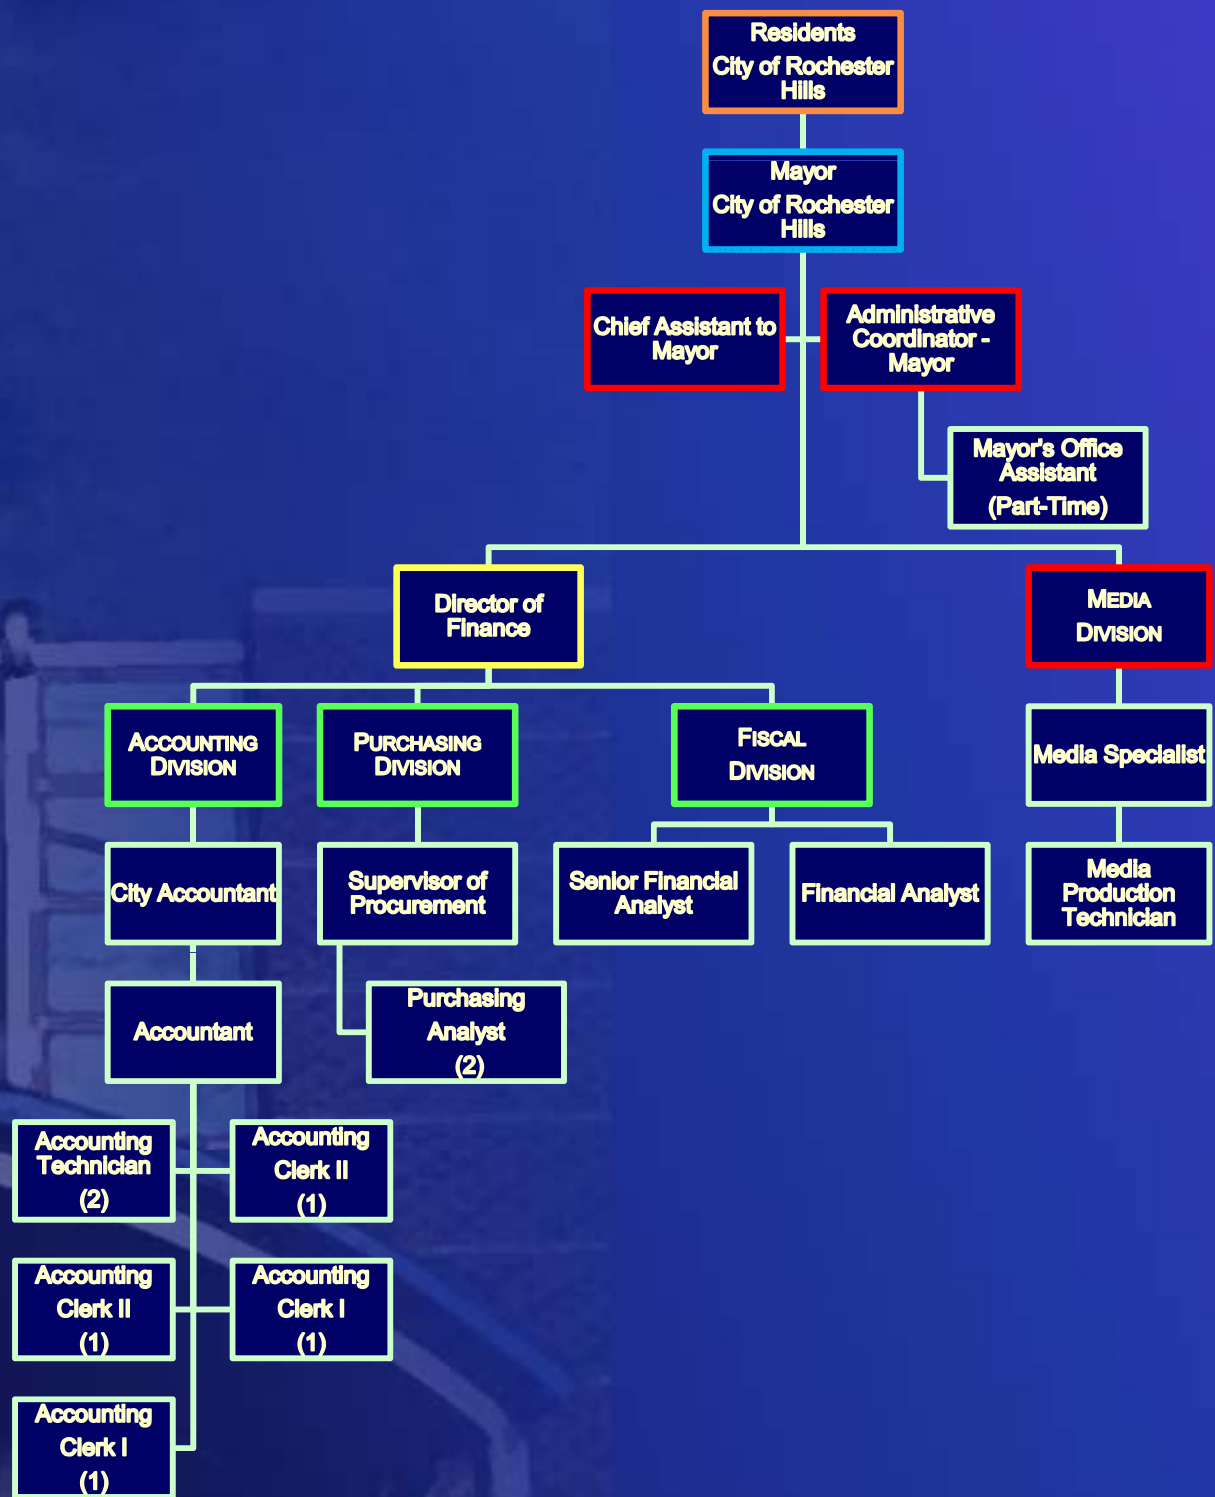 Residents
City of Rochester
Hills
Mayor
City of Rochester
Hills
Chief Assistant to
Mayor
Administrative
Coordinator -
Mayor
Mayor's Office
Assistant
(Part-Time)
Director of
Finance
MEDIA
DIVISION
ACCOUNTING
DIVISION
PURCHASING
DIVISION
FISCAL
DIVISION
Media Specialist
City Accountant
Supervisor of
Procurement
Senior Financial
Analyst
Financial Analyst
Media
Production
Technician
Accountant
Purchasing
Analyst
(2)
Accounting
Technician
(2)
Accounting
Clerk II
(1)
Accounting
Clerk II
(1)
Accounting
Clerk I
(1)
Accounting
Clerk I
(1)